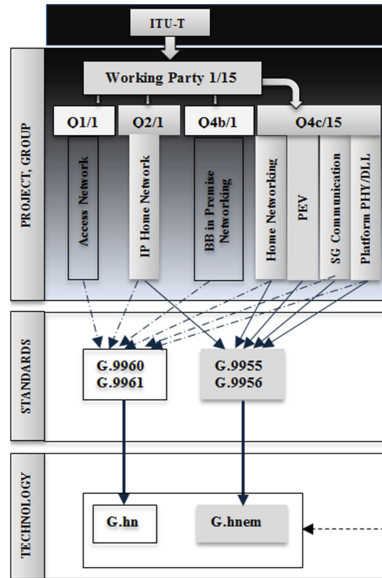 ITU-T
Working Party 1/15
Q1/1
Q2/1
Q4b/1
Q4c/15
PROJECT, GROUP
Access Network
IP Home Network
BB in Premise
Networking
Home Networking
PEV
SG Communication
Platform PHY/DLL
STANDARDS
G.9960
G.9961
G.9955
G.9956
TECHNOLOGY
G.hn
G.hnem